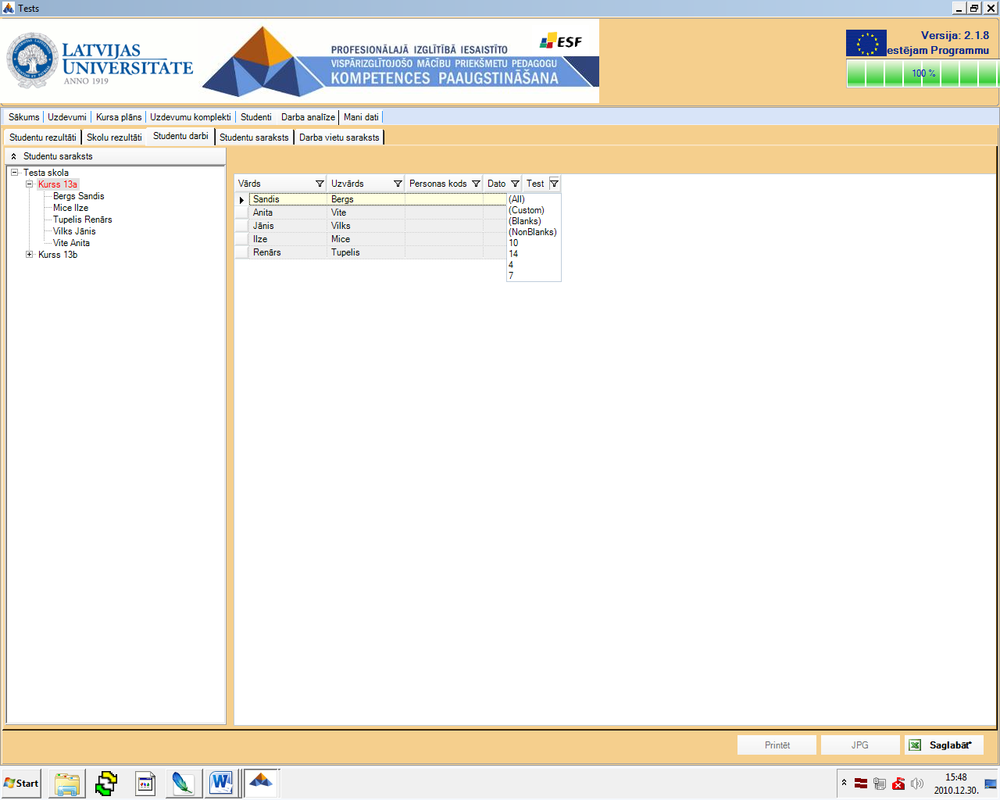 Tests
LATVIJAS
UNIVERSITATE
ANNO 1919
PROFESIONĀLAJĀ IZGLĪTĪBĀ IESAISTĪTO
VISPĀRIZGLĪTOJOŠO MĀCĪBU PRIEKŠMETU PEDAGOGU
KOMPETENCES PAAUGSTINĀŠANA
ESF
Versija: 2.1.8
estējam Programmu
100 %
Sākums Uzdevumi Kursa plāns Uzdevumu komplekti Studenti Darba analīze Mani dati
Studentu rezultāti Skolu rezultāti Studentu darbi Studentu saraksts Darba vietu saraksts
Studentu saraksts
Testa skola
Kurss 13a
Bergs Sandis
Mice Ilze
Tupelis Renārs
Vilks Jānis
Vite Anita
Kurss 13b
Vārds Uzvārds Personas kods Dato Test
Sandis Bergs
Anita Vite
Jānis Vilks
Ilze Mice
Renārs Tupelis
(All)
(Custom)
(Blanks)
(NonBlanks)
10
14
4
7
Printēt JPG Saglabāt*
Start
15:48
2010.12.30.